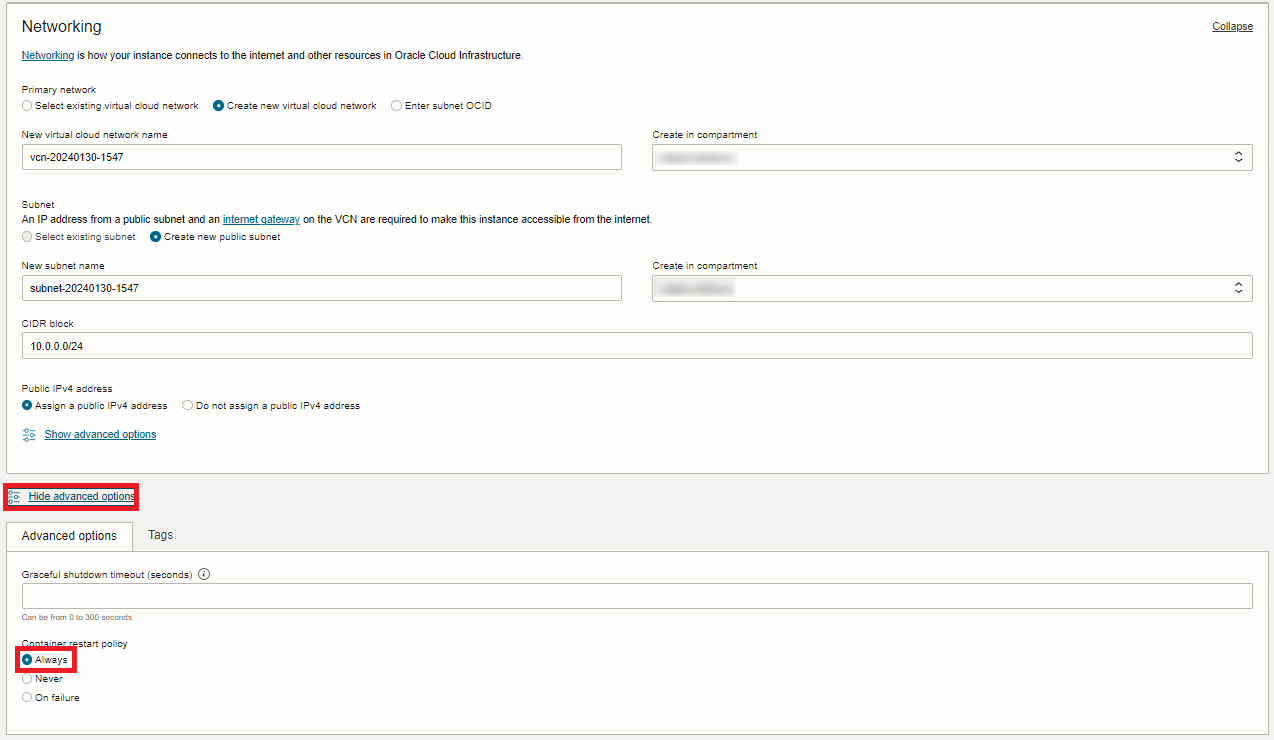 Networking
Collapse
Networking is how your instance connects to the internet and other resources in Oracle Cloud Infrastructure.
Primary network
Select existing virtual cloud network Create new virtual cloud network Enter subnet OCID
New virtual cloud network name Create in compartment
vcn-20240130-1547
Subnet
An IP address from a public subnet and an internet gateway on the VCN are required to make this instance accessible from the internet.
Select existing subnet Create new public subnet
New subnet name Create in compartment
subnet-20240130-1547
CIDR block
10.0.0.0/24
Public IPv4 address
Assign a public IPv4 address Do not assign a public IPv4 address
Show advanced options
Hide advanced options
Advanced options Tags
Graceful shutdown timeout (seconds)
Can be from 0 to 300 seconds
Container restart policy
Always
Never
On failure